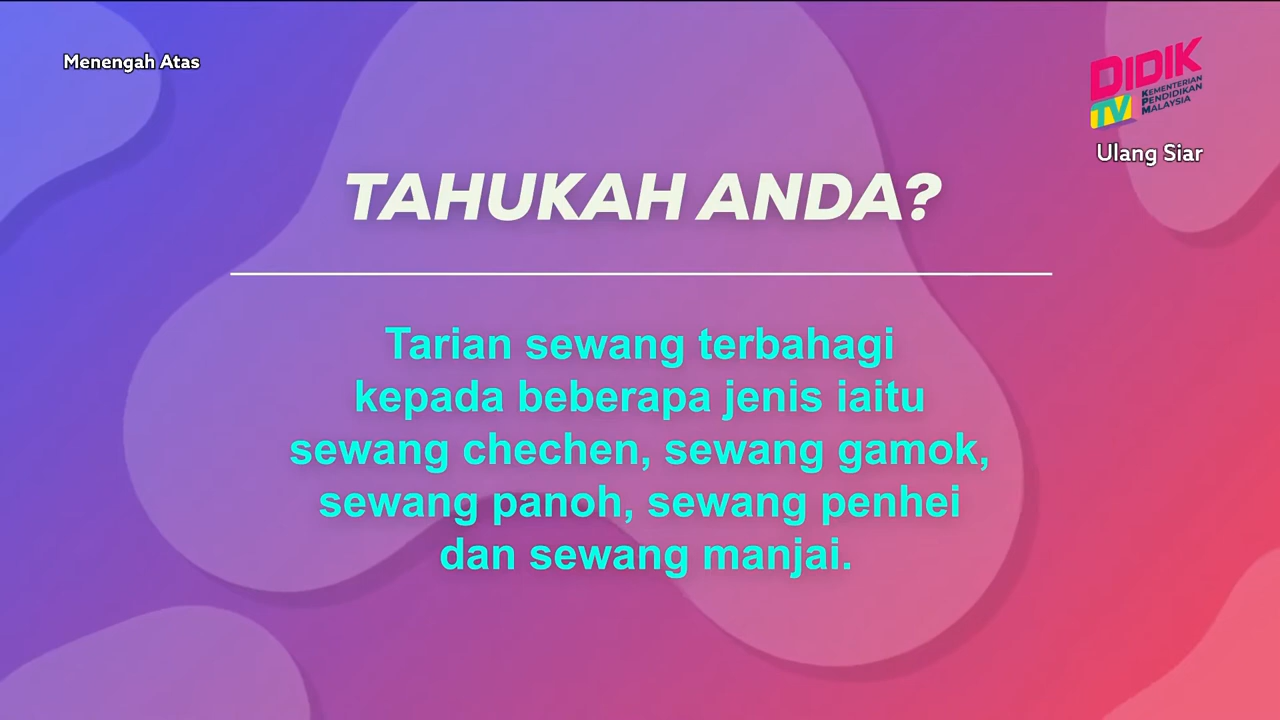 Menengah Atas
DIDIK
TV
KEMENTERIAN
PENDIDIKAN
MALAYSIA
Ulang Siar
TAHUKAH ANDA?
Tarian sewang terbahagi
kepada beberapa jenis iaitu
sewang chechen, sewang gamok,
sewang panoh, sewang penhei
dan sewang manjai.